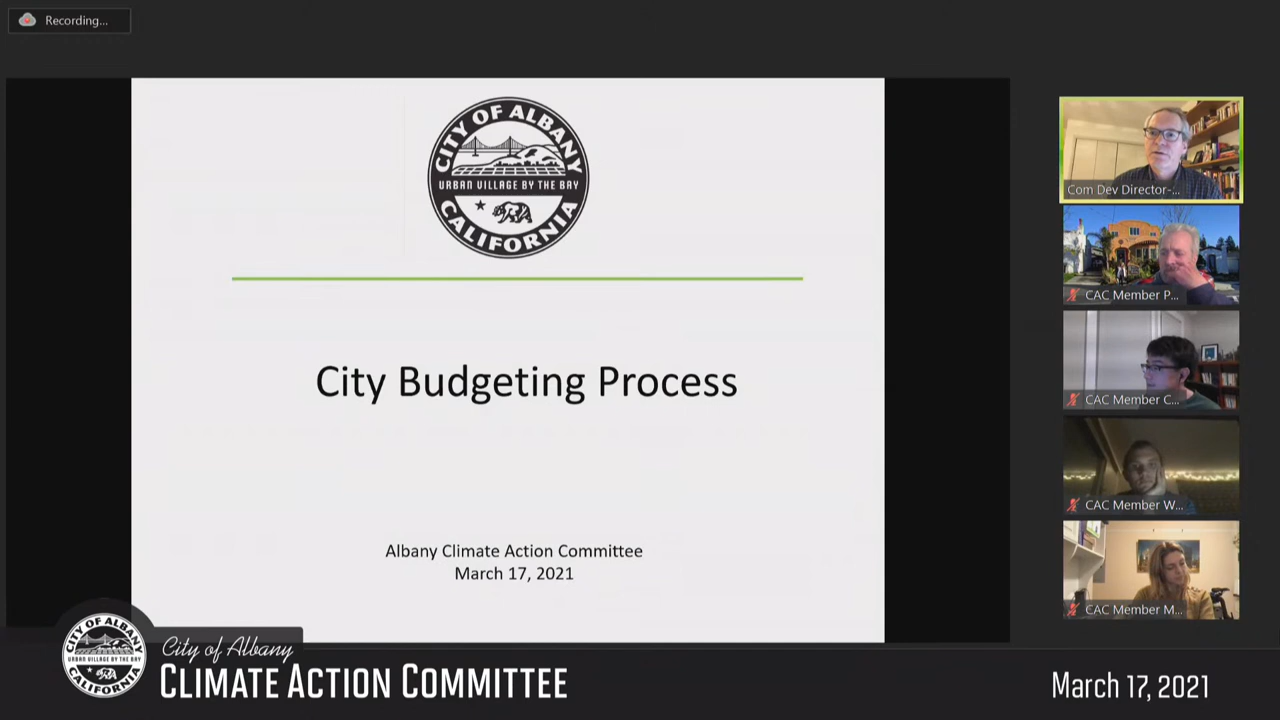 Recording...
CITY OF ALBANY
URBAN VILLAGE BY THE BAY
CALIFORNIA
City Budgeting Process
Albany Climate Action Committee
March 17, 2021
Com Dev Director-...
CAC Member P...
CAC Member C...
CAC Member W...
CAC Member M...
CITY OF ALBANY
URBAN VILLAGE BY THE BAY
CALIFORNIA
City of Albany
CLIMATE ACTION COMMITTEE
March 17, 2021